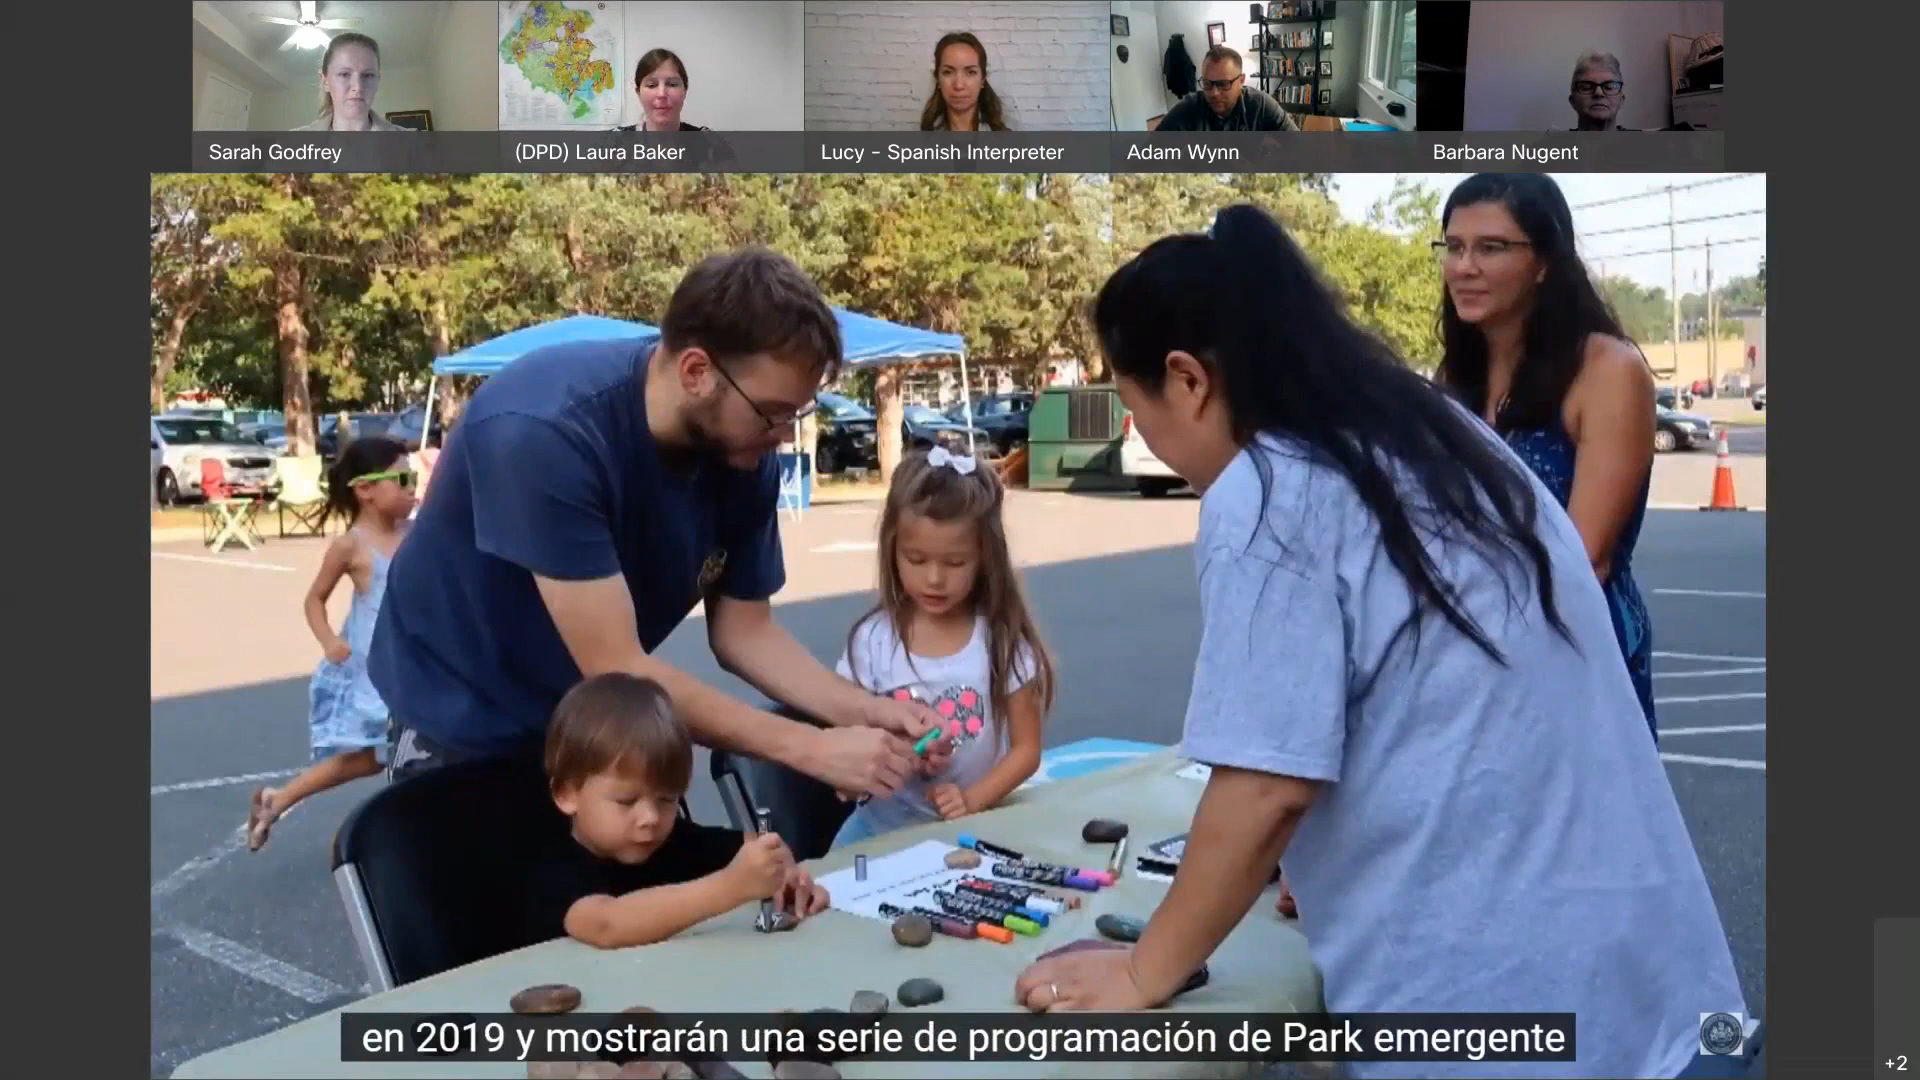 Sarah Godfrey
(DPD) Laura Baker
Lucy - Spanish Interpreter
Adam Wynn
Barbara Nugent
en 2019 y mostrarán una serie de programación de Park emergente
+2